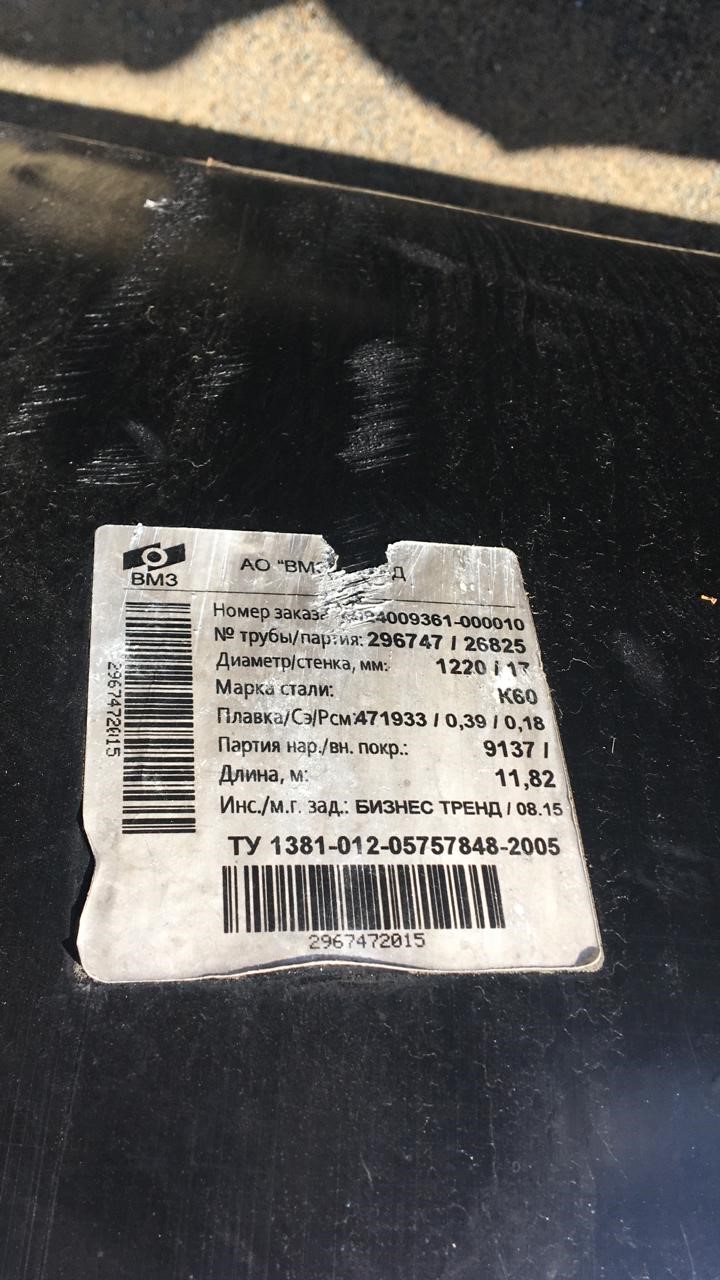 ВМЗ
АО "ВМЗ
Номер заказа
№ трубы/партия: 296747 / 26825
Диаметр/стенка, мм: 1220 /
Марка стали: К60
Плавка/Сэ/Рсм:471933 / 0,39 / 0,18
Партия нар./вн. покр.: 9137 /
Длина, м: 11,82
Инс./м.г. зад.: БИЗНЕС ТРЕНД / 08.15
ТУ 1381-012-05757848-2005
2967472015
2967472015